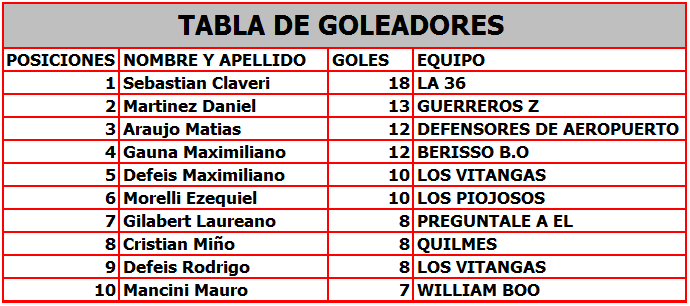 TABLA DE GOLEADORES
POSICIONES NOMBRE Y APELLIDO GOLES EQUIPO
1 Sebastian Claveri 18 LA 36
2 Martinez Daniel 13 GUERREROS Z
3 Araujo Matias 12 DEFENSORES DE AEROPUERTO
4 Gauna Maximiliano 12 BERISSO B.O
5 Defeis Maximiliano 10 LOS VITANGAS
6 Morelli Ezequiel 10 LOS PIOJOSOS
7 Gilabert Laureano 8 PREGUNTALE A EL
8 Cristian Miño 8 QUILMES
9 Defeis Rodrigo 8 LOS VITANGAS
10 Mancini Mauro 7 WILLIAM BOO